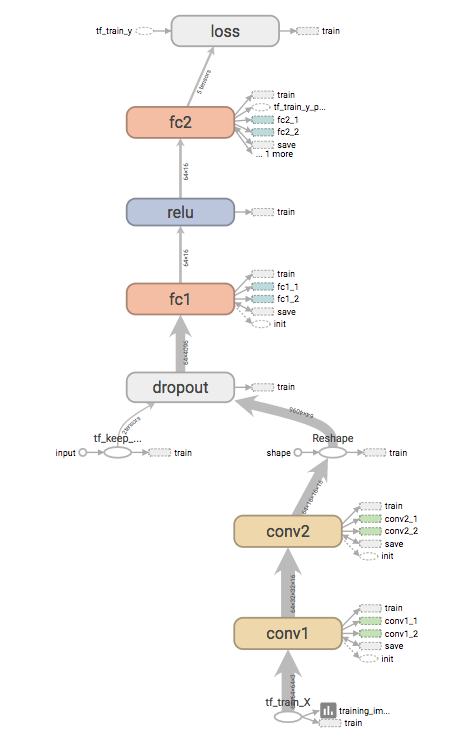 tf_train_y
loss
train
5 tensors
fc2
train
tf_train_y_p...
fc2_1
fc2_2
save
... 1 more
64×16
relu
train
64×16
fc1
train
fc1_1
fc1_2
save
init
64×4096
dropout
train
2 tensors
64×4096
tf_keep_...
input
train
Reshape
shape
train
64×16×16×16
conv2
train
conv2_1
conv2_2
save
init
64×32×32×16
conv1
train
conv1_1
conv1_2
save
init
64×64×64×3
tf_train_X
training_im...
train